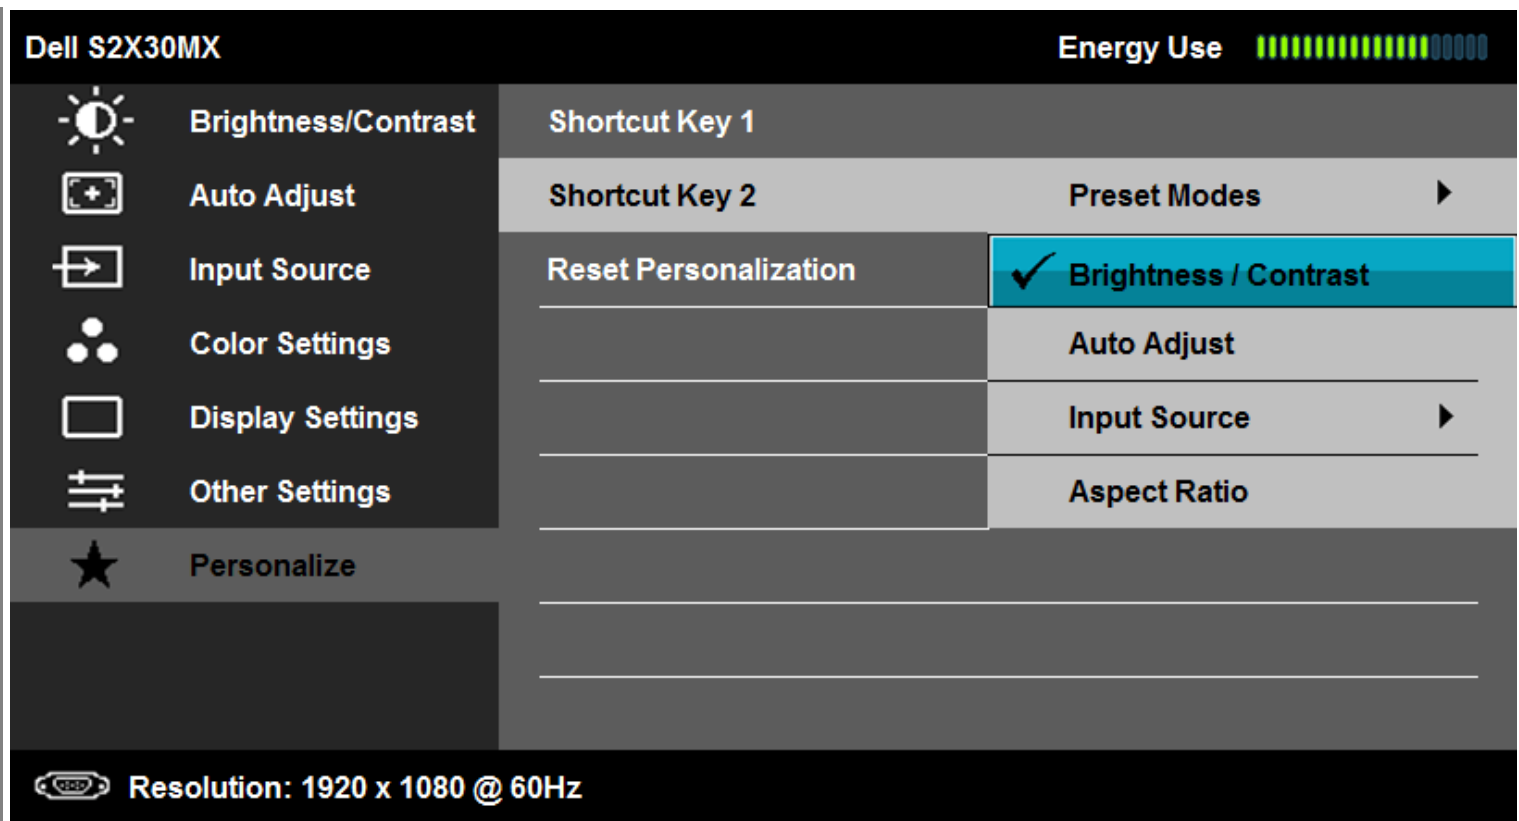 Dell S2X30MX Energy Use
Brightness/Contrast Shortcut Key 1
Auto Adjust Shortcut Key 2 Preset Modes
Input Source Reset Personalization Brightness / Contrast
Color Settings Auto Adjust
Display Settings Input Source
Other Settings Aspect Ratio
Personalize
Resolution: 1920 x 1080 @ 60Hz